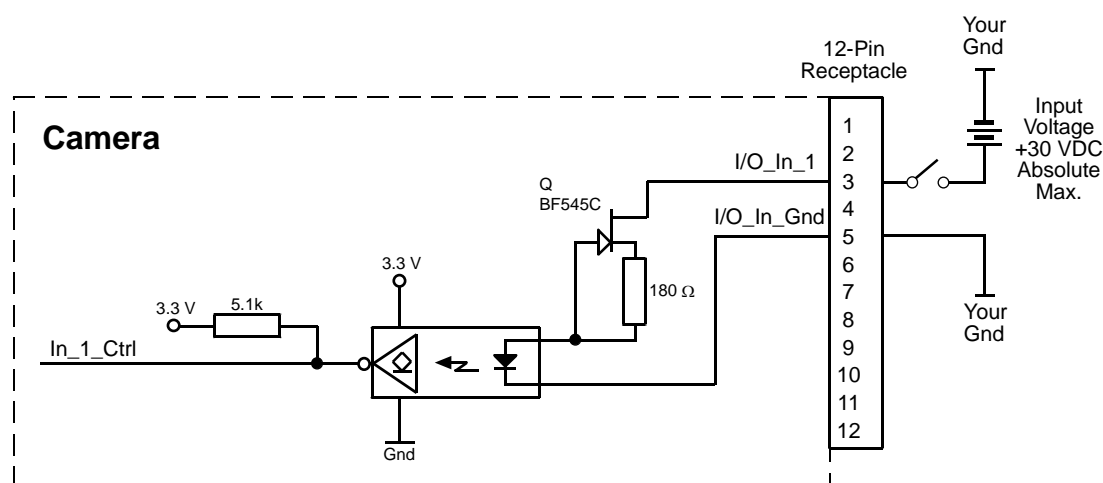 Your
Gnd
12-Pin
Receptacle
Camera
Input
Voltage
+30 VDC
Absolute
Max.
1
2
3
4
5
6
7
8
9
10
11
12
I/O_In_1
Q
BF545C
I/O_In_Gnd
3.3 V
180 Ω
5.1k
3.3 V
In_1_Ctrl
Your
Gnd
Gnd